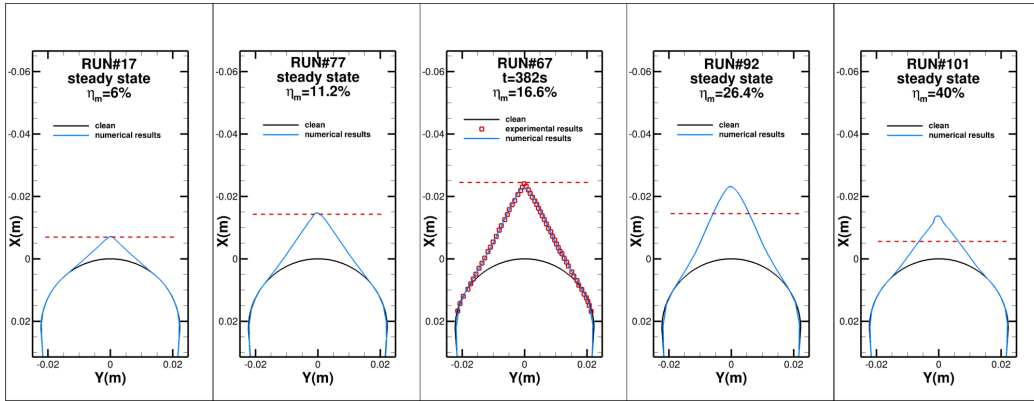 RUN#17
steady state
ηm=6%
clean
numerical results
-0.06
-0.04
-0.02
0
0.02
X(m)
-0.02
0
0.02
Y(m)
RUN#77
steady state
ηm=11.2%
clean
numerical results
-0.06
-0.04
-0.02
0
0.02
X(m)
-0.02
0
0.02
Y(m)
RUN#67
t=382s
ηm=16.6%
clean
experimental results
numerical results
-0.06
-0.04
-0.02
0
0.02
X(m)
-0.02
0
0.02
Y(m)
RUN#92
steady state
ηm=26.4%
clean
numerical results
-0.06
-0.04
-0.02
0
0.02
X(m)
-0.02
0
0.02
Y(m)
RUN#101
steady state
ηm=40%
clean
numerical results
-0.06
-0.04
-0.02
0
0.02
X(m)
-0.02
0
0.02
Y(m)